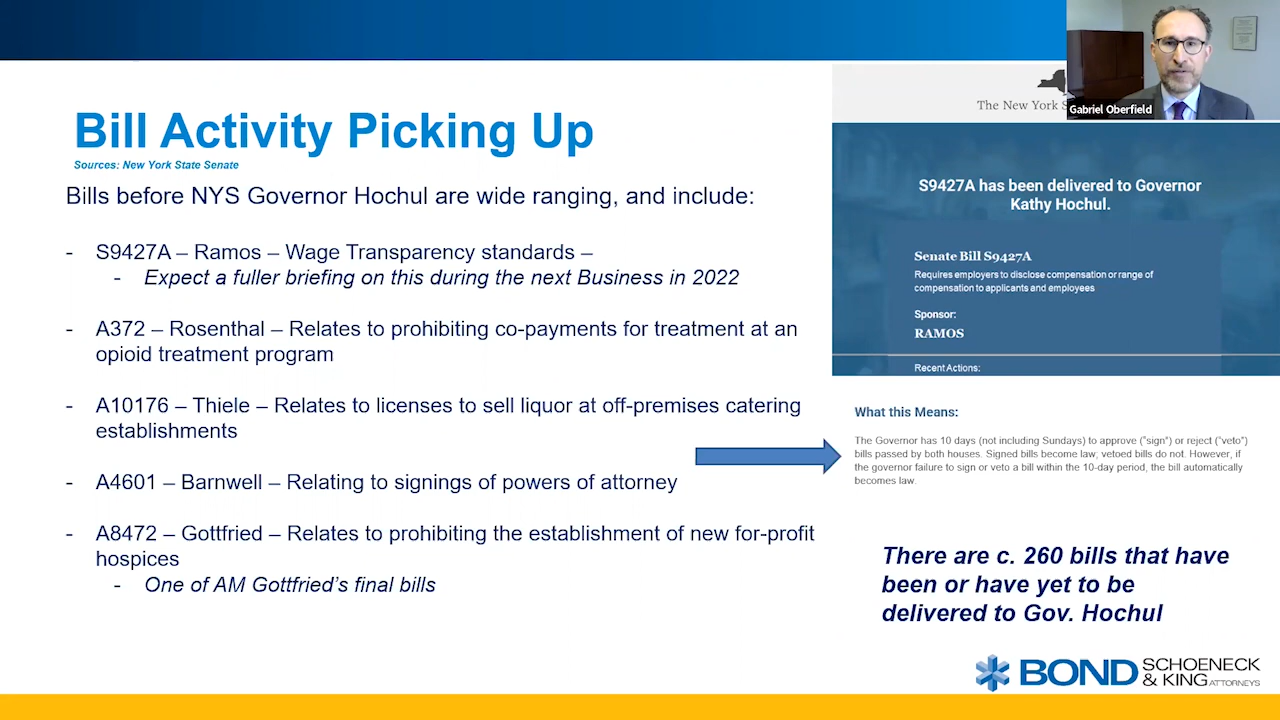 Bill Activity Picking Up
Sources: New York State Senate
Bills before NYS Governor Hochul are wide ranging, and include:
- S9427A – Ramos – Wage Transparency standards –
- Expect a fuller briefing on this during the next Business in 2022
- A372 – Rosenthal – Relates to prohibiting co-payments for treatment at an
opioid treatment program
- A10176 – Thiele – Relates to licenses to sell liquor at off-premises catering
establishments
- A4601 – Barnwell – Relating to signings of powers of attorney
- A8472 – Gottfried – Relates to prohibiting the establishment of new for-profit
hospices
- One of AM Gottfried's final bills
Gabriel Oberfield
The New York
S9427A has been delivered to Governor
Kathy Hochul.
Senate Bill S9427A
Requires employers to disclose compensation or range of
compensation to applicants and employees
Sponsor:
RAMOS
Recent Actions:
What this Means:
The Governor has 10 days (not including Sundays) to approve ("sign") or reject ("veto")
bills passed by both houses. Signed bills become law; vetoed bills do not. However, if
the governor failure to sign or veto a bill within the 10-day period, the bill automatically
becomes law.
There are c. 260 bills that have
been or have yet to be
delivered to Gov. Hochul
BOND SCHOENECK
& KING ATTORNEYS